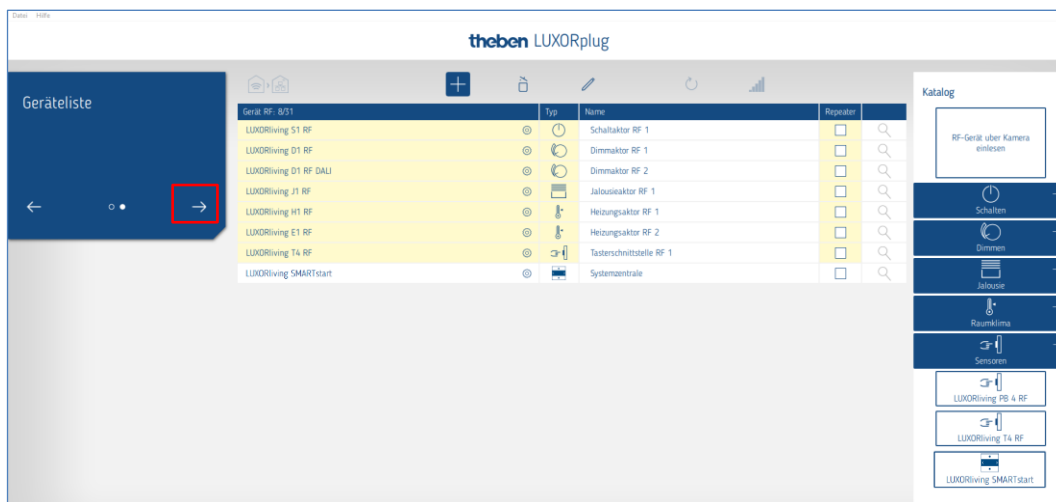 Datei Hilfe
theben LUXORplug
Geräteliste
Gerät RF: 8/31 Typ Name Repeater
LUXORliving S1 RF Schaltaktor RF 1
LUXORliving D1 RF Dimmaktor RF 1
LUXORliving D1 RF DALI Dimmaktor RF 2
LUXORliving J1 RF Jalousieaktor RF 1
LUXORliving H1 RF Heizungsaktor RF 1
LUXORliving E1 RF Heizungsaktor RF 2
LUXORliving T4 RF Tasterschnittstelle RF 1
LUXORliving SMARTstart Systemzentrale
Katalog
RF-Gerät über Kamera
einlesen
Schalten
Dimmen
Jalousie
Raumklima
Sensoren
LUXORliving PB 4 RF
LUXORliving T4 RF
LUXORliving SMARTstart